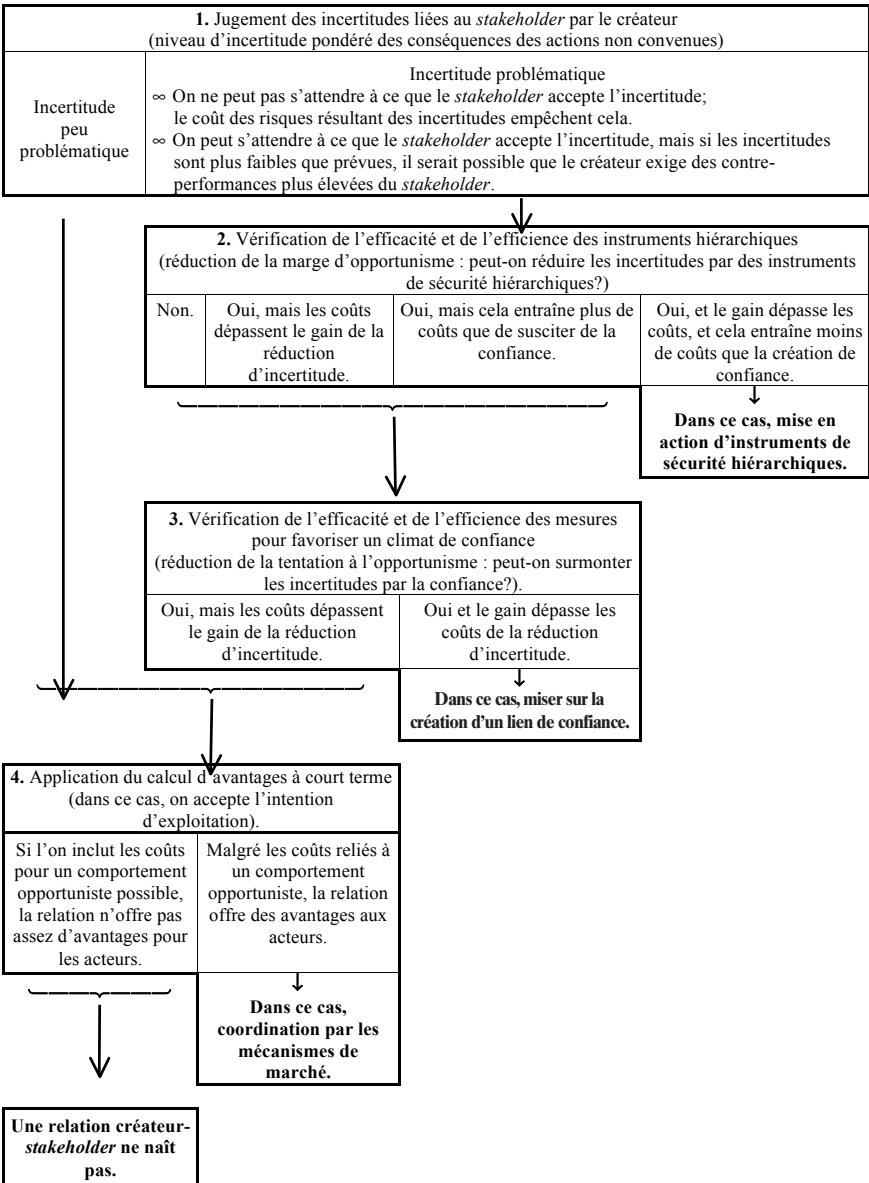 1. Jugement des incertitudes liées au stakeholder par le créateur
(niveau d'incertitude pondéré des conséquences des actions non convenues)
Incertitude
peu
problématique
Incertitude problématique
∞ On ne peut pas s'attendre à ce que le stakeholder accepte l'incertitude;
le coût des risques résultant des incertitudes empêchent cela.
∞ On peut s'attendre à ce que le stakeholder accepte l'incertitude, mais si les incertitudes
sont plus faibles que prévues, il serait possible que le créateur exige des contre-
performances plus élevées du stakeholder.
2. Vérification de l'efficacité et de l'efficience des instruments hiérarchiques
(réduction de la marge d'opportunisme : peut-on réduire les incertitudes par des instruments
de sécurité hiérarchiques?)
Non.
Oui, mais les coûts
dépassent le gain de la
réduction
d'incertitude.
Oui, mais cela entraîne plus de
coûts que de susciter de la
confiance.
Oui, et le gain dépasse les
coûts, et cela entraîne moins
de coûts que la création de
confiance.
Dans ce cas, mise en
action d'instruments de
sécurité hiérarchiques.
3. Vérification de l'efficacité et de l'efficience des mesures
pour favoriser un climat de confiance
(réduction de la tentation à l'opportunisme : peut-on surmonter
les incertitudes par la confiance?).
Oui, mais les coûts dépassent
le gain de la réduction
d'incertitude.
Oui et le gain dépasse les
coûts de la réduction
d'incertitude.
Dans ce cas, miser sur la
création d'un lien de confiance.
4. Application du calcul d'avantages à court terme
(dans ce cas, on accepte l'intention
d'exploitation).
Si l'on inclut les coûts
pour un comportement
opportuniste possible,
la relation n'offre pas
assez d'avantages pour
les acteurs.
Malgré les coûts reliés à
un comportement
opportuniste, la relation
offre des avantages aux
acteurs.
Dans ce cas,
coordination par les
mécanismes de
marché.
Une relation créateur-
stakeholder ne naît
pas.